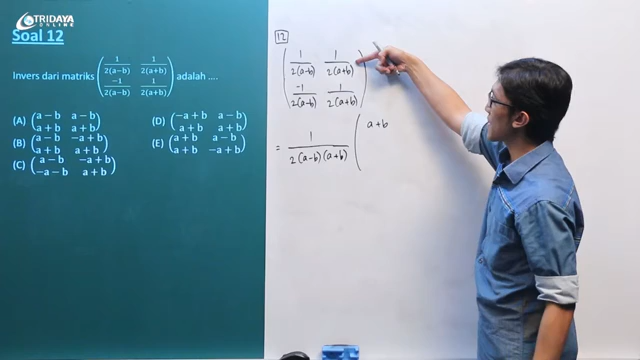 TRIDAYA
ONLINE
Soal 12
Invers dari matriks (1/2(a−b) 1/2(a+b)
−1/2(a−b) 1/2(a+b)) adalah ....
(A) (a − b a − b
a + b a + b)
(B) (a − b −a + b
a + b a + b)
(C) (a − b −a + b
−a − b a + b)
(D) (−a + b a − b
a + b a + b)
(E) (a + b a − b
a + b −a + b)
12
(1/2(a-b) 1/2(a+b)
-1/2(a-b) 1/2(a+b))
= 1/2(a-b)(a+b) ( a+b